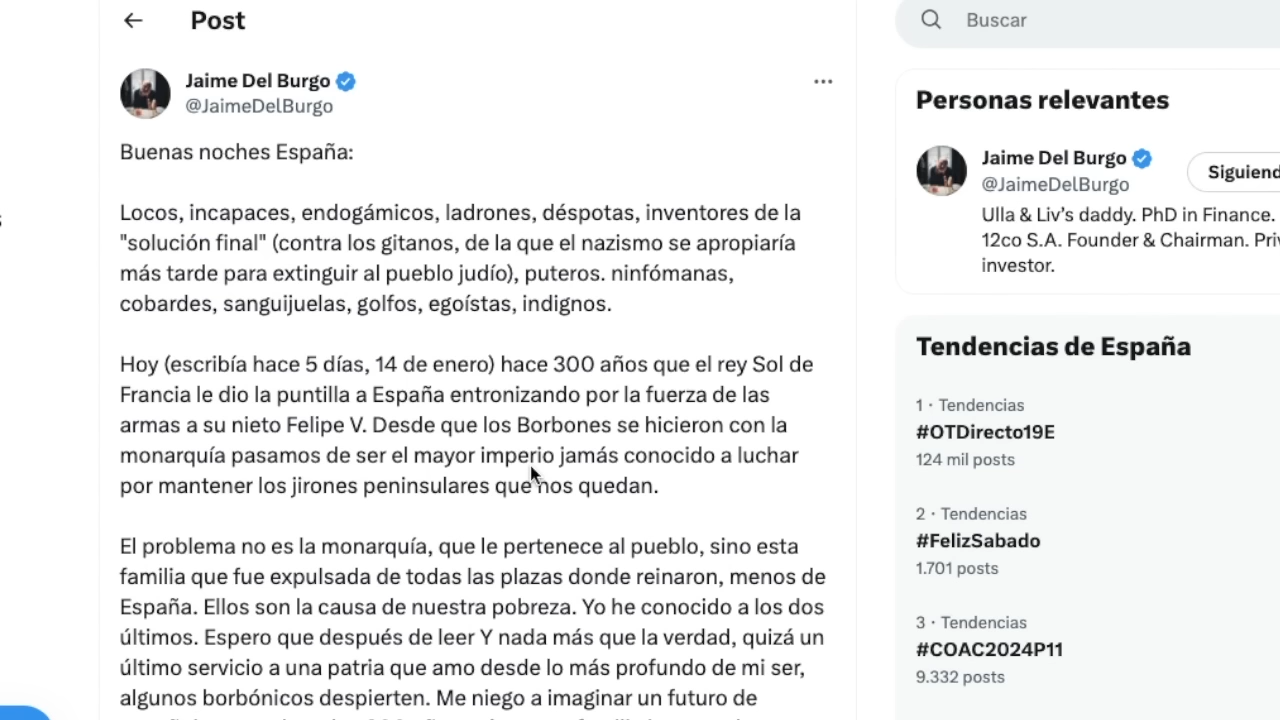 Post
Buscar
Jaime Del Burgo
@JaimeDelBurgo
Buenas noches España:
Locos, incapaces, endogámicos, ladrones, déspotas, inventores de la
"solución final" (contra los gitanos, de la que el nazismo se apropiaría
más tarde para extinguir al pueblo judío), puteros. ninfómanas,
cobardes, sanguijuelas, golfos, egoístas, indignos.
Hoy (escribía hace 5 días, 14 de enero) hace 300 años que el rey Sol de
Francia le dio la puntilla a España entronizando por la fuerza de las
armas a su nieto Felipe V. Desde que los Borbones se hicieron con la
monarquía pasamos de ser el mayor imperio jamás conocido a luchar
por mantener los jirones peninsulares que nos quedan.
El problema no es la monarquía, que le pertenece al pueblo, sino esta
familia que fue expulsada de todas las plazas donde reinaron, menos de
España. Ellos son la causa de nuestra pobreza. Yo he conocido a los dos
últimos. Espero que después de leer Y nada más que la verdad, quizá un
último servicio a una patria que amo desde lo más profundo de mi ser,
algunos borbónicos despierten. Me niego a imaginar un futuro de
Personas relevantes
Jaime Del Burgo
@JaimeDelBurgo
Siguiend
Ulla & Liv's daddy. PhD in Finance.
12co S.A. Founder & Chairman. Pri
investor.
Tendencias de España
1 · Tendencias
#OTDirecto19E
124 mil posts
2 · Tendencias
#FelizSabado
1.701 posts
3 · Tendencias
#COAC2024P11
9.332 posts